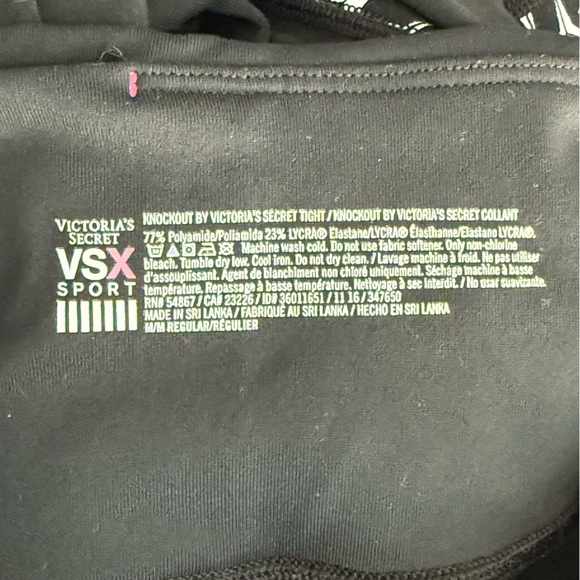 VICTORIA'S
SECRET
VSX
SPORT
KNOCKOUT BY VICTORIA'S SECRET TIGHT / KNOCKOUT BY VICTORIA'S SECRET COLLANT
77% Polyamide/Poliamida 23% LYCRA® Elastane/LYCRA® Élasthanne/Elastano LYCRA®.
Machine wash cold. Do not use fabric softener. Only non-chlorine
bleach. Tumble dry low. Cool iron. Do not dry clean. / Lavage machine à froid. Ne pas utiliser
d'assouplissant. Agent de blanchiment non chloré uniquement. Séchage machine à basse
température. Repassage à basse température. Nettoyage à sec interdit. / No usar suavizante.
RN# 54867 / CA# 23226 / ID# 36011651 / 11 16 / 347650
MADE IN SRI LANKA / FABRIQUÉ AU SRI LANKA / HECHO EN SRI LANKA
M/M REGULAR/RÉGULIER